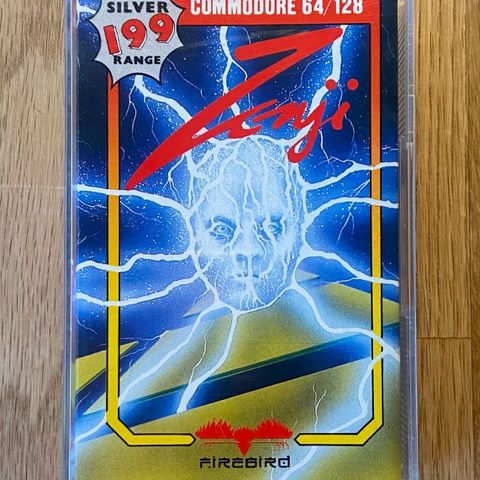 SILVER
199
RANGE
COMMODORE 64/128
Zenji
FIREBIRD